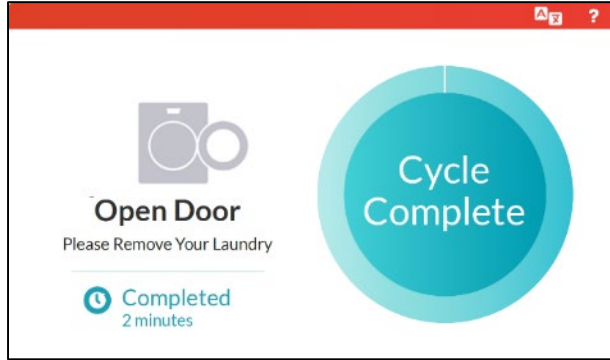 ?
Open Door
Please Remove Your Laundry
Completed
2 minutes
Cycle
Complete